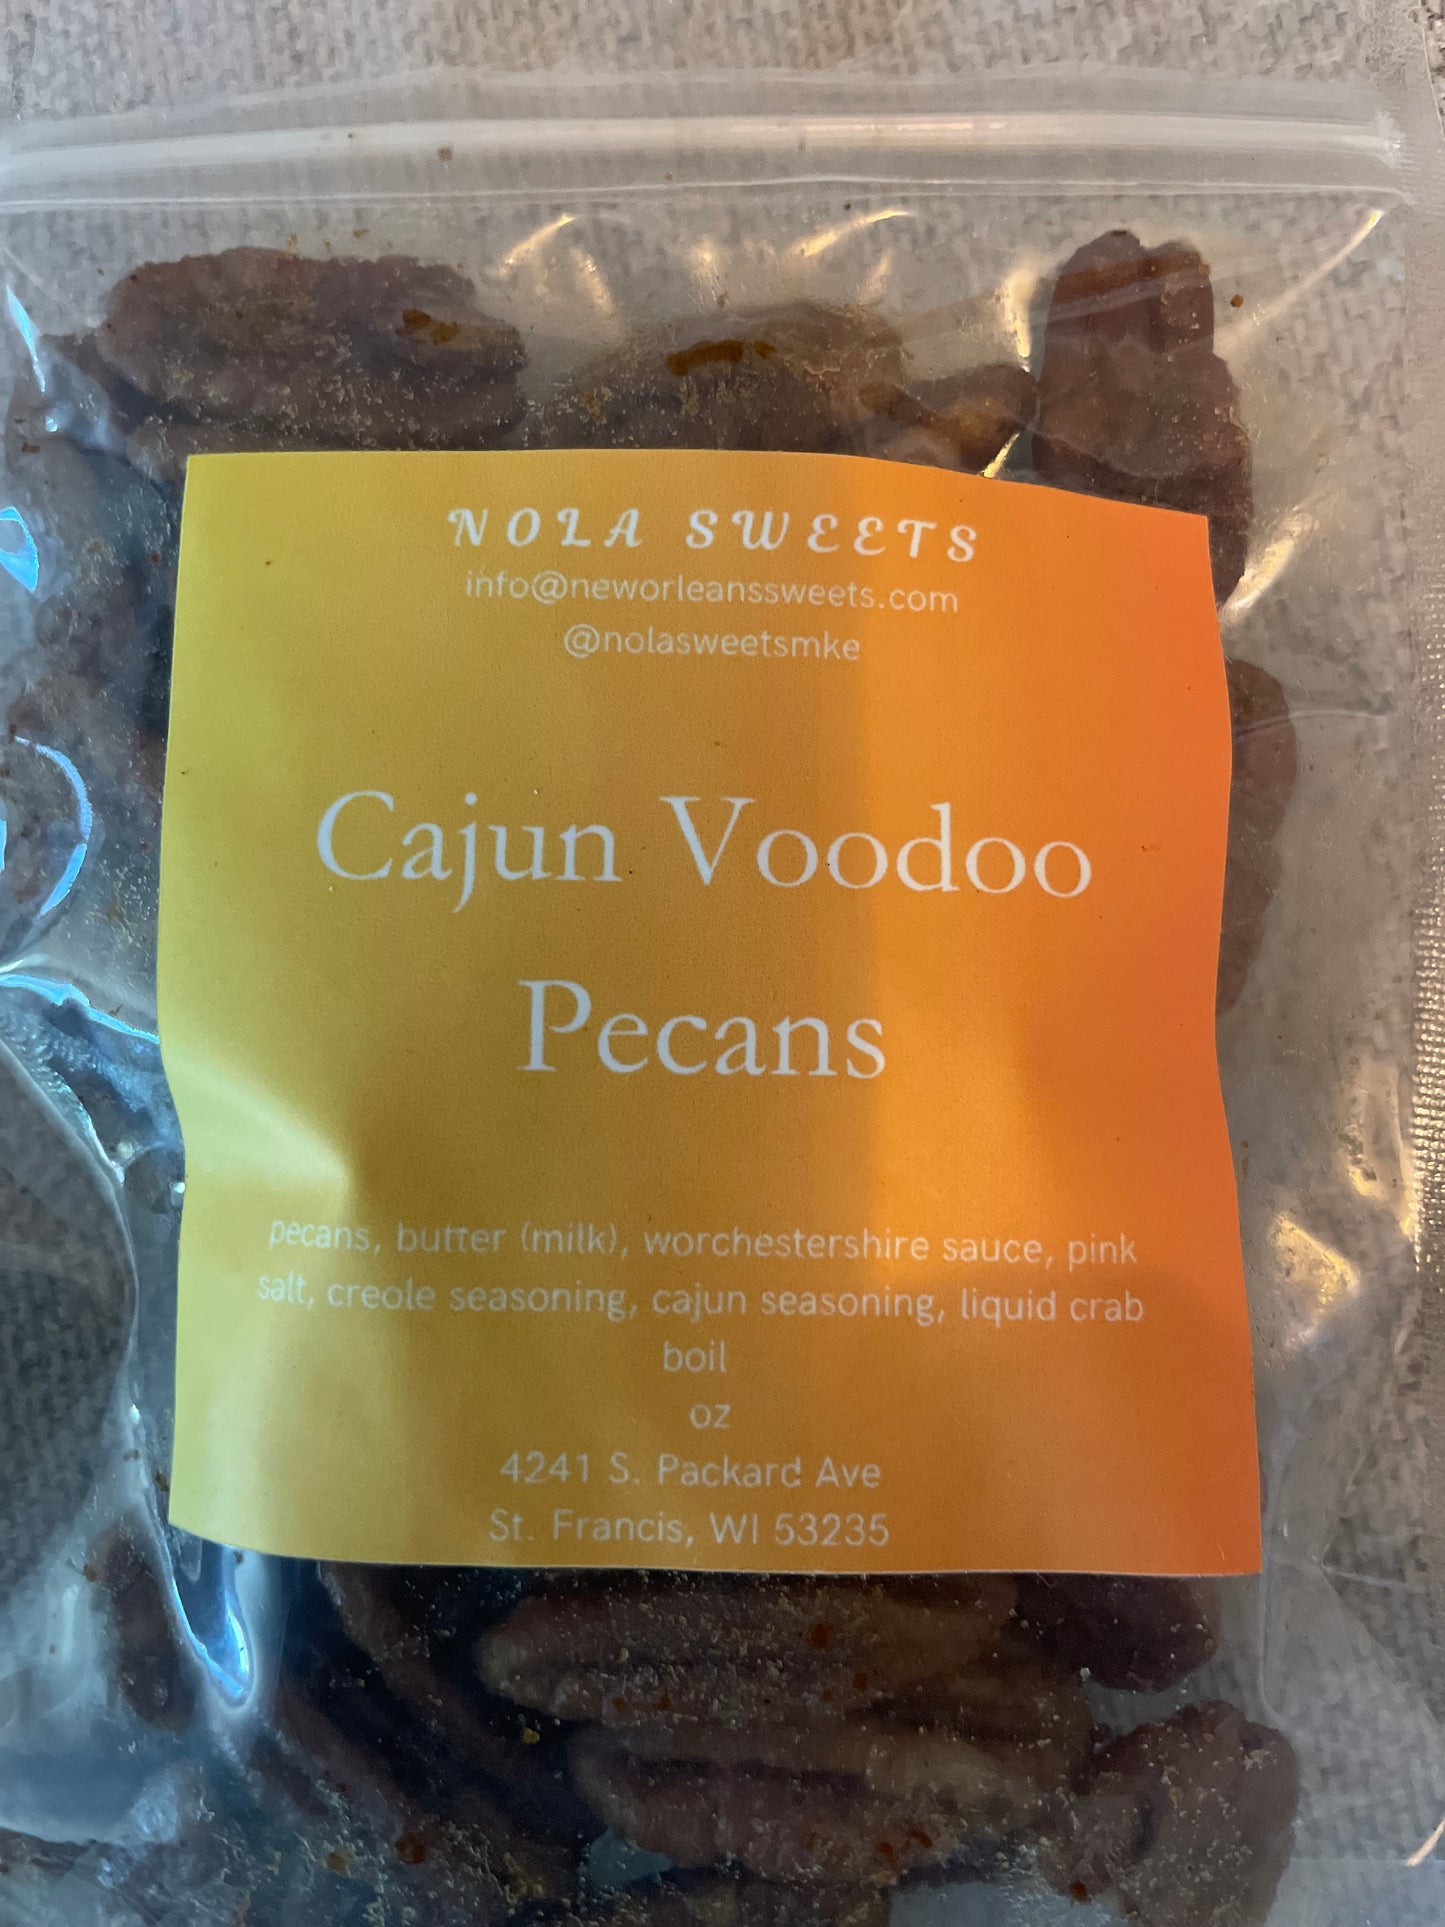 NOLA SWEETS
info@neworleanssweets.com
@nolasweetsmke
Cajun Voodoo
Pecans
pecans, butter (milk), worchestershire sauce, pink
salt, creole seasoning, cajun seasoning, liquid crab
boil
oz
4241 S. Packard Ave
St. Francis, WI 53235